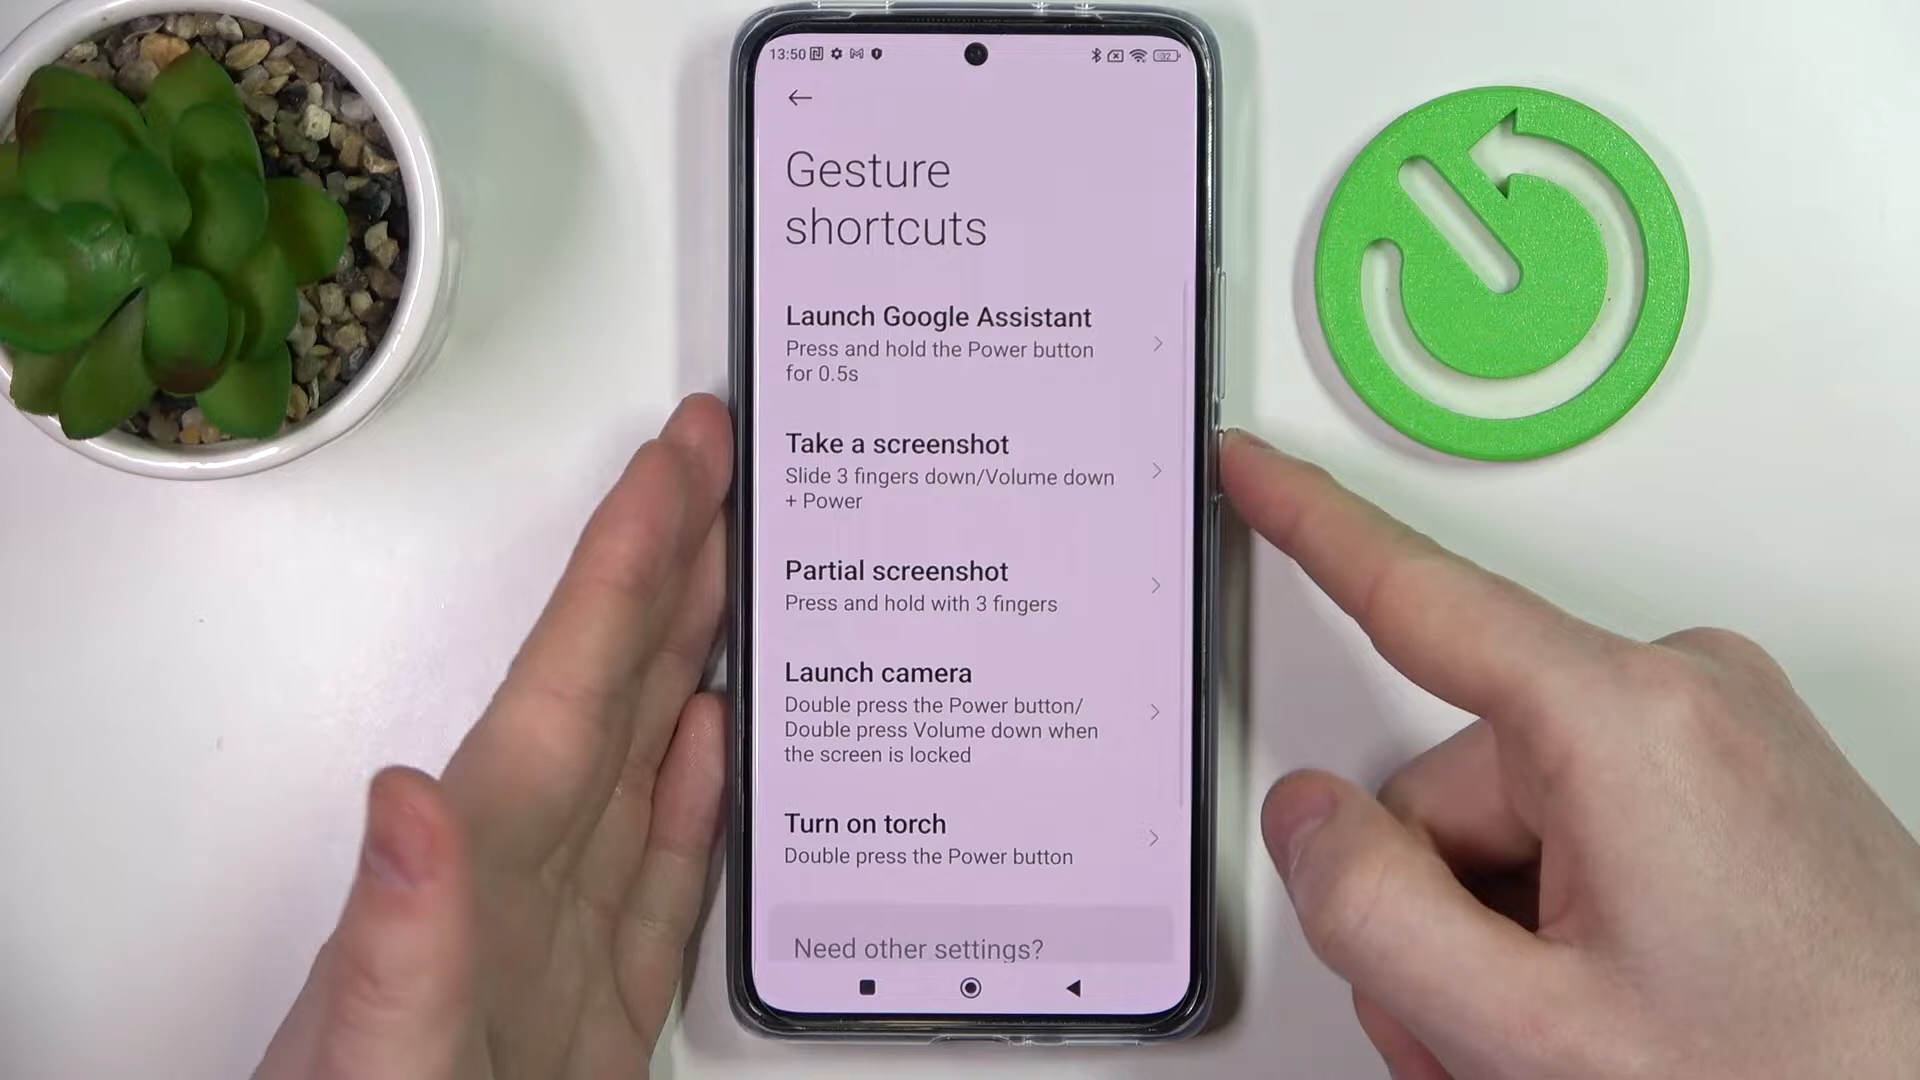 13:50
Gesture
shortcuts
Launch Google Assistant
Press and hold the Power button
for 0.5s
Take a screenshot
Slide 3 fingers down/Volume down
+ Power
Partial screenshot
Press and hold with 3 fingers
Launch camera
Double press the Power button/
Double press Volume down when
the screen is locked
Turn on torch
Double press the Power button
Need other settings?